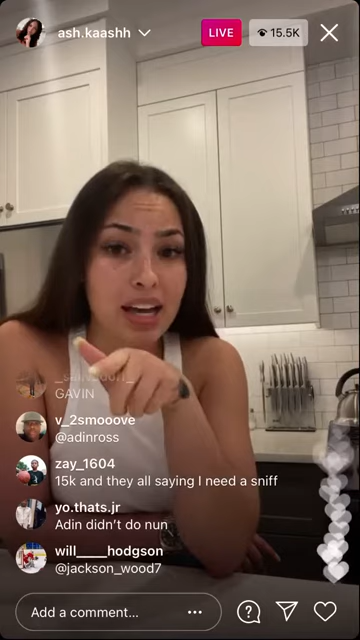 ash.kaashh
LIVE
15.5K
GAVIN
v_2smooove
@adinross
zay_1604
15k and they all saying I need a sniff
yo.thats.jr
Adin didn't do nun
will____hodgson
@jackson_wood7
Add a comment...